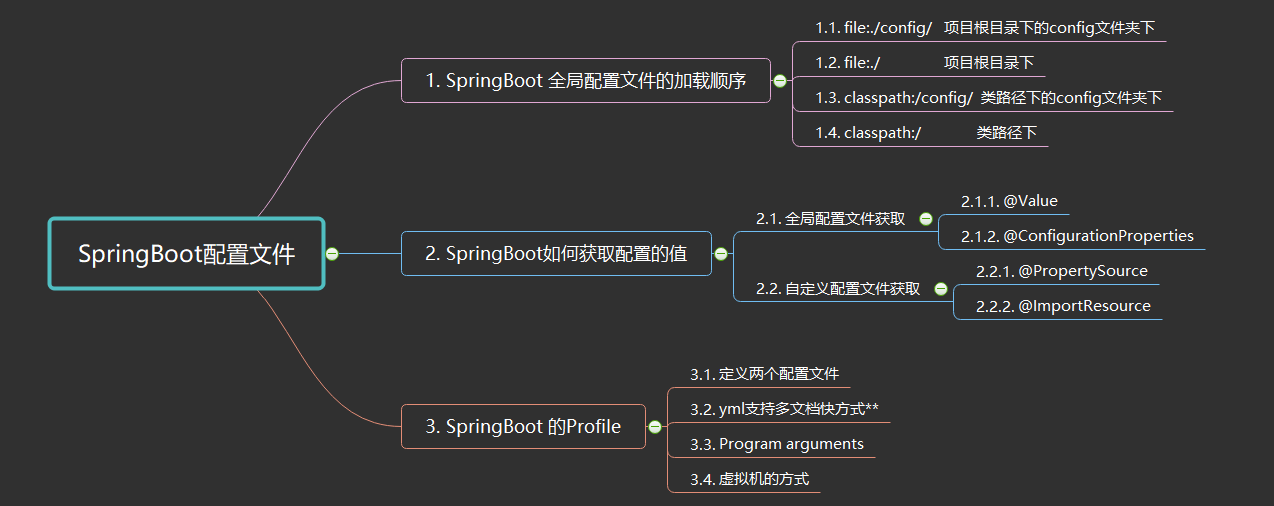 SpringBoot配置文件
1. SpringBoot 全局配置文件的加载顺序
1.1. file:./config/ 项目根目录下的config文件夹下
1.2. file:./ 项目根目录下
1.3. classpath:/config/ 类路径下的config文件夹下
1.4. classpath:/ 类路径下
2. SpringBoot如何获取配置的值
2.1. 全局配置文件获取
2.1.1. @Value
2.1.2. @ConfigurationProperties
2.2. 自定义配置文件获取
2.2.1. @PropertySource
2.2.2. @ImportResource
3. SpringBoot 的Profile
3.1. 定义两个配置文件
3.2. yml支持多文档快方式**
3.3. Program arguments
3.4. 虚拟机的方式